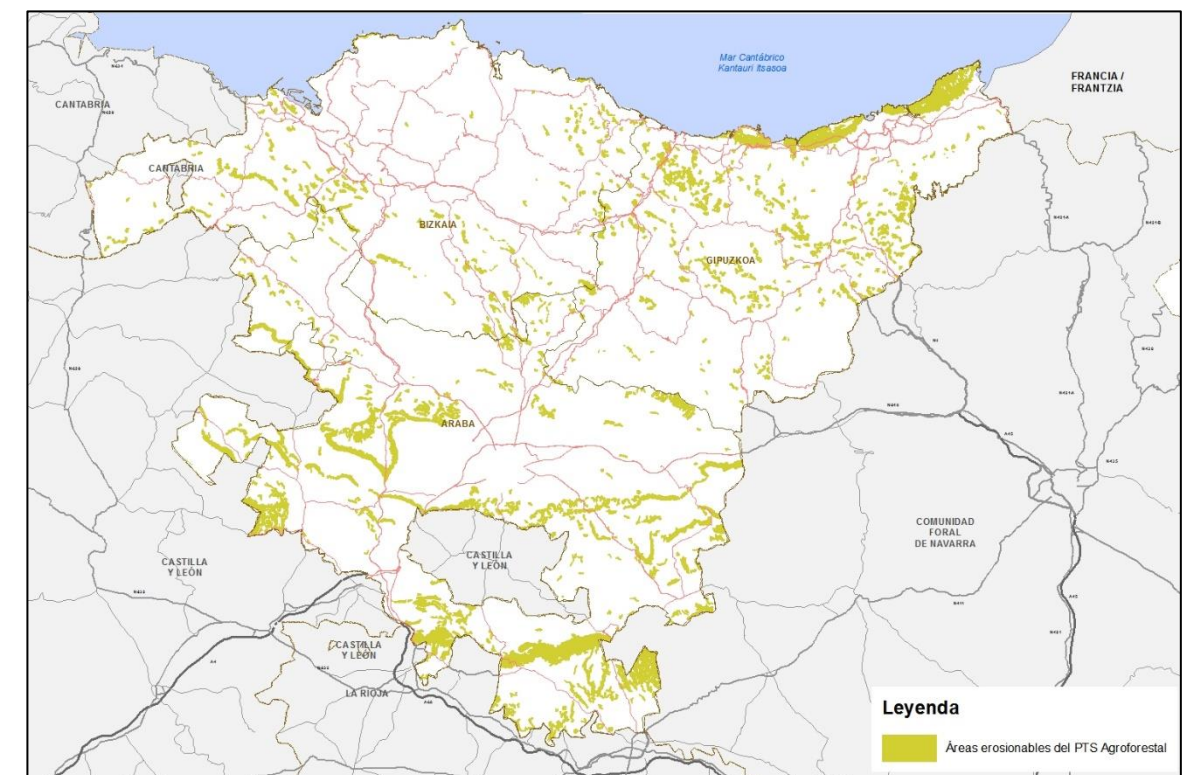 Mar Cantábrico
Kantauri Itsasoa
FRANCIA /
FRANTZIA
CANTABRIA
CANTABRIA
BIZKAIA
GIPUZKOA
ARABA
COMUNIDAD
FORAL
DE NAVARRA
CASTILLA
Y LEÓN
CASTILLA
Y LEÓN
CASTILLA
Y LEÓN
LA RIOJA
Leyenda
Áreas erosionables del PTS Agroforestal